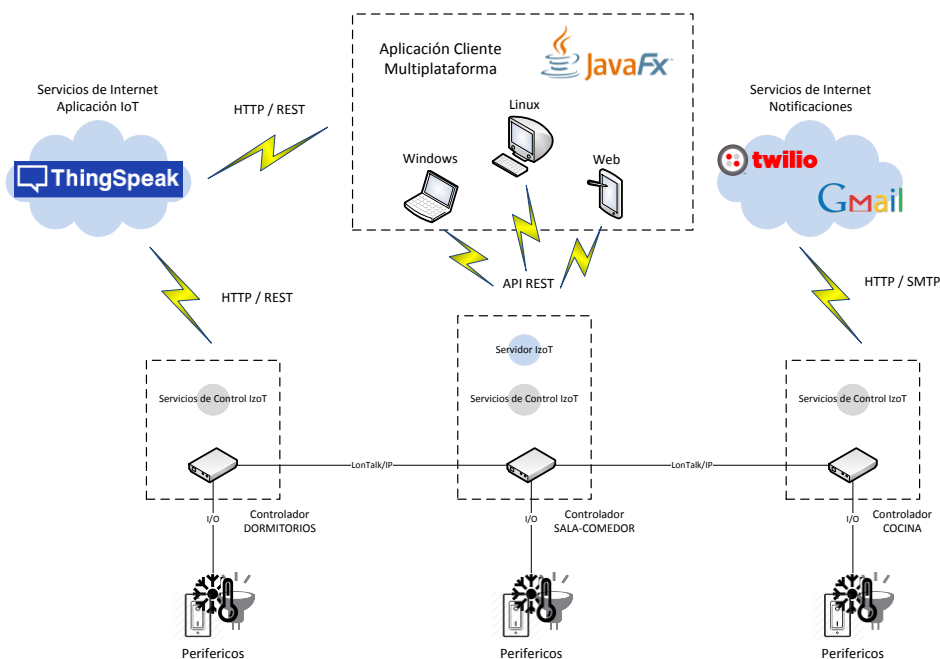 Aplicación Cliente
Multiplataforma
JavaFx
Servicios de Internet
Aplicación IoT
HTTP / REST
ThingSpeak
Servicios de Internet
Notificaciones
twilio
GMail
Linux
Windows
Web
API REST
HTTP / REST
HTTP / SMTP
Servidor IzoT
Servicios de Control IzoT
Servicios de Control IzoT
Servicios de Control IzoT
LonTalk/IP
LonTalk/IP
I/O
Controlador
DORMITORIOS
I/O
Controlador
SALA-COMEDOR
I/O
Controlador
COCINA
Perifericos
Perifericos
Perifericos